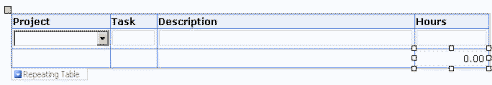 Project Task Description Hours
0.00
Repeating Table